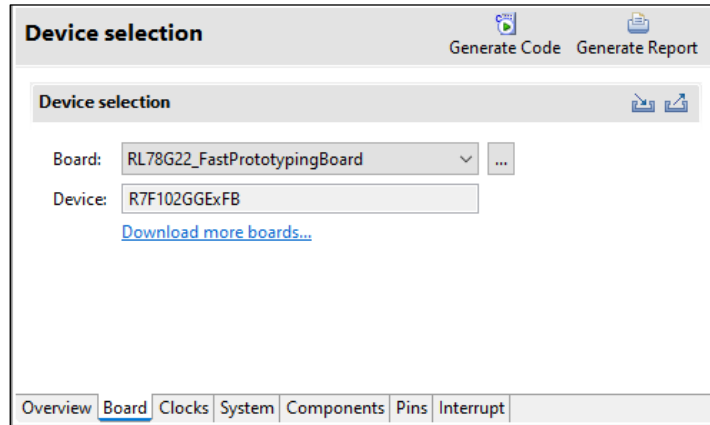 Device selection
Generate Code Generate Report
Device selection
Board: RL78G22_FastPrototypingBoard ...
Device: R7F102GGExFB
Download more boards...
Overview Board Clocks System Components Pins Interrupt